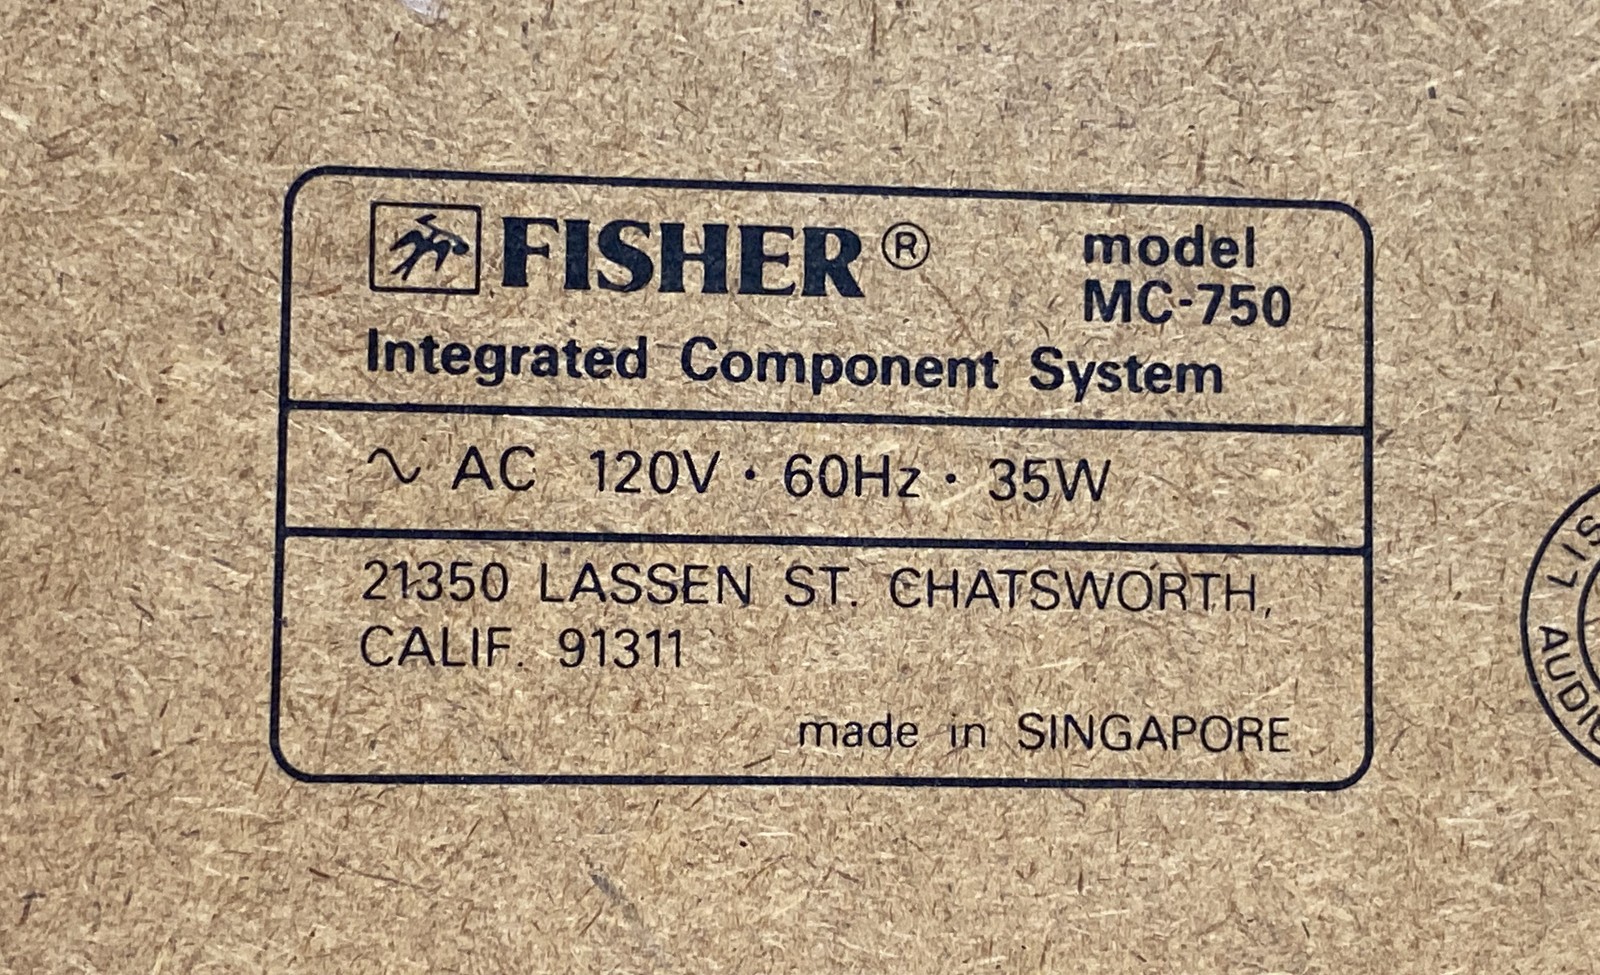 FISHER® model
MC-750
Integrated Component System
∿ AC 120V · 60Hz · 35W
21350 LASSEN ST. CHATSWORTH,
CALIF. 91311
made in SINGAPORE